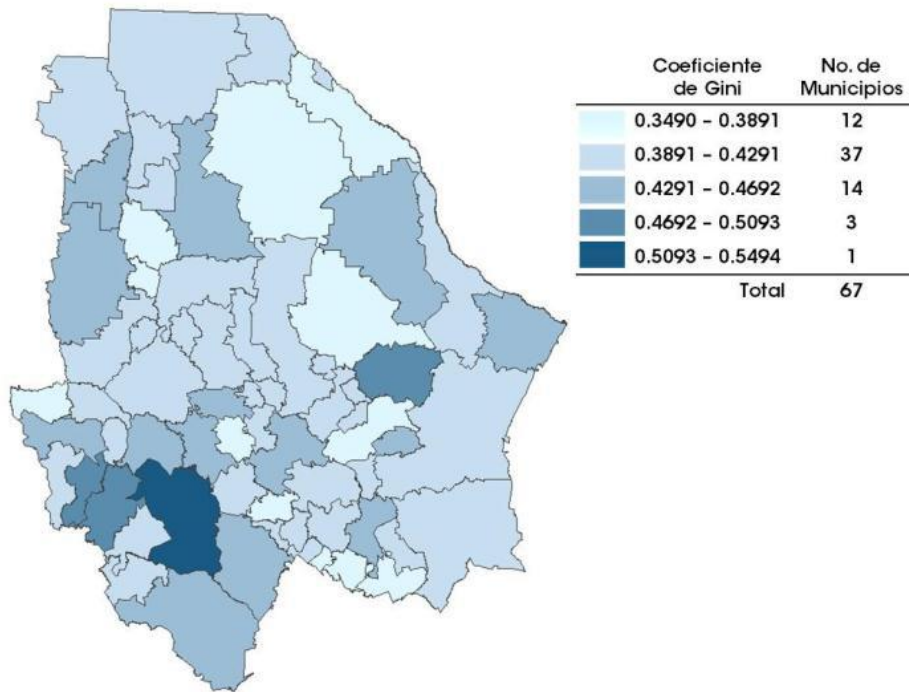 Coeficiente No. de
de Gini Municipios
0.3490 – 0.3891 12
0.3891 – 0.4291 37
0.4291 – 0.4692 14
0.4692 – 0.5093 3
0.5093 – 0.5494 1
Total 67